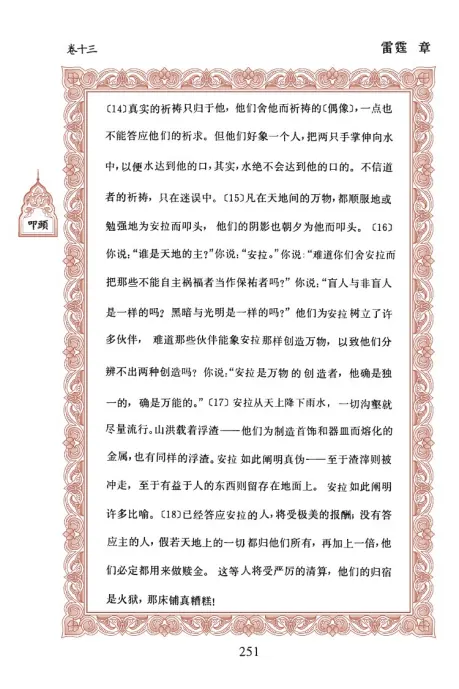 卷十三
雷霆 章
(14)真实的祈祷只归于他，他们舍他而祈祷的(偶像)，一点也
不能答应他们的祈求。但他们好象一个人，把两只手掌伸向水
中，以便水达到他的口，其实，水绝不会达到他的口的。不信道
者的祈祷，只在迷误中。(15)凡在天地间的万物，都顺服地或
勉强地为安拉而叩头，他们的阴影也朝夕为他而叩头。(16)
你说：“谁是天地的主？”你说：“安拉。”你说：“难道你们舍安拉而
把那些不能自主祸福者当作保祐者吗？”你说：“盲人与非盲人
是一样的吗？黑暗与光明是一样的吗？”他们为安拉树立了许
多伙伴，难道那些伙伴能象安拉那样创造万物，以致他们分
辨不出两种创造吗？你说：“安拉是万物的创造者，他确是独
一的，确是万能的。”(17)安拉从天上降下雨水，一切沟壑就
尽量流行。山洪载着浮渣——他们为制造首饰和器皿而熔化的
金属，也有同样的浮渣。安拉如此阐明真伪——至于渣滓则被
冲走，至于有益于人的东西则留存在地面上。安拉如此阐明
许多比喻。(18)已经答应安拉的人，将受极美的报酬；没有答
应主的人，假若天地上的一切都归他们所有，再加上一倍，他
们必定都用来做赎金。这等人将受严厉的清算，他们的归宿
是火狱，那床铺真糟糕！
叩頭
251